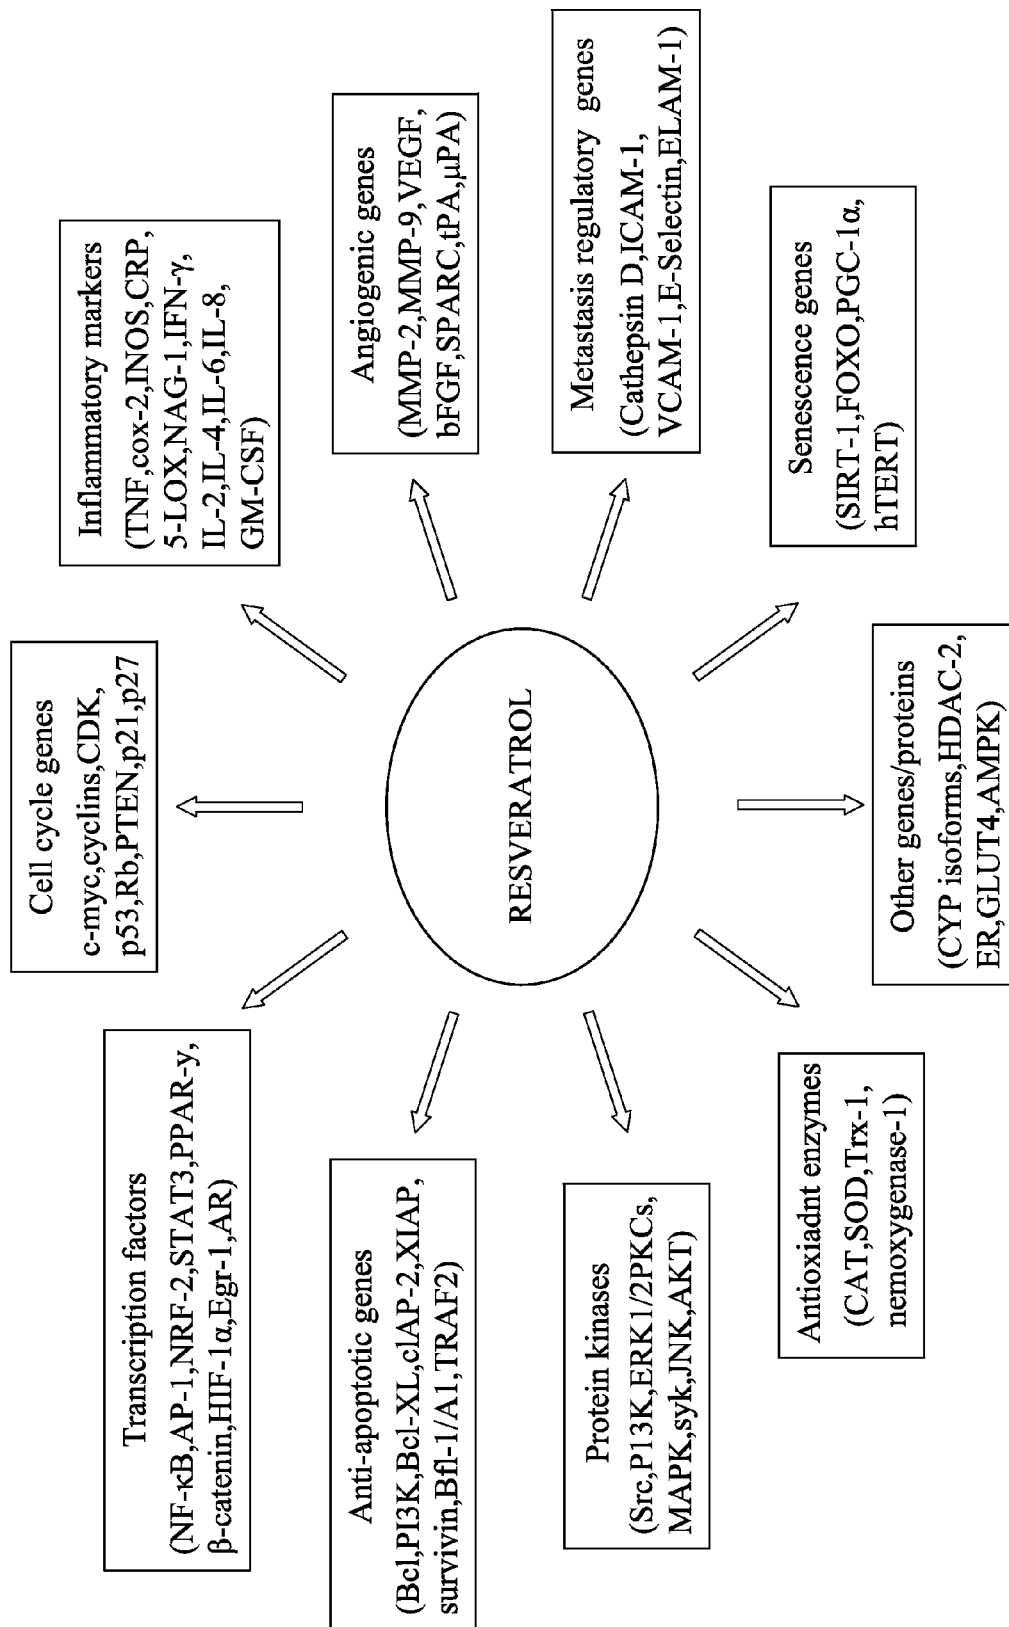 Cell cycle genes
c-myc,cyclins,CDK,
p53,Rb,PTEN,p21,p27
Inflammatory markers
(TNF,cox-2,INOS,CRP,
5-LOX,NAG-1,IFN-γ,
IL-2,IL-4,IL-6,IL-8,
GM-CSF)
Angiogenic genes
(MMP-2,MMP-9,VEGF,
bFGF,SPARC,tPA,μPA)
Metastasis regulatory genes
(Cathepsin D,ICAM-1,
VCAM-1,E-Selectin,ELAM-1)
Senescence genes
(SIRT-1,FOXO,PGC-1α,
hTERT)
Other genes/proteins
(CYP isoforms,HDAC-2,
ER,GLUT4,AMPK)
Antioxiadnt enzymes
(CAT,SOD,Trx-1,
nemoxygenase-1)
Protein kinases
(Src,P13K,ERK1/2PKCs,
MAPK,syk,JNK,AKT)
Anti-apoptotic genes
(Bcl,PI3K,Bcl-XL,clAP-2,XIAP,
survivin,Bfl-1/A1,TRAF2)
Transcription factors
(NF-κB,AP-1,NRF-2,STAT3,PPAR-y,
β-catenin,HIF-1α,Egr-1,AR)
RESVERATROL